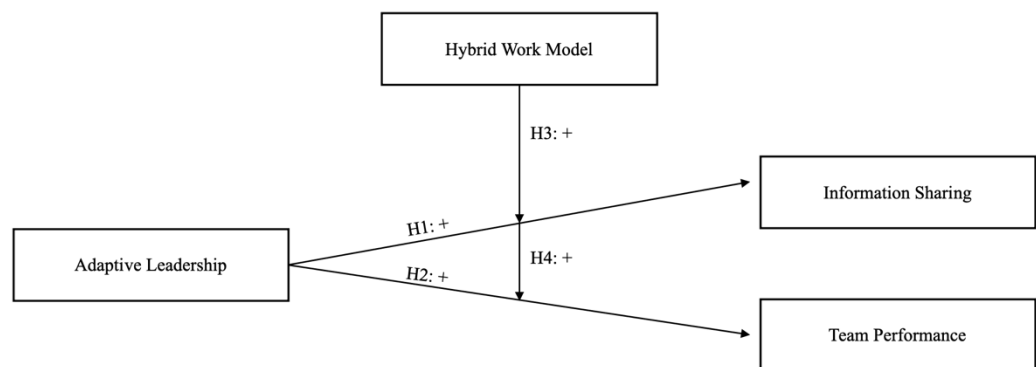 Hybrid Work Model
H3: +
Information Sharing
H1: +
Adaptive Leadership
H4: +
H2: +
Team Performance